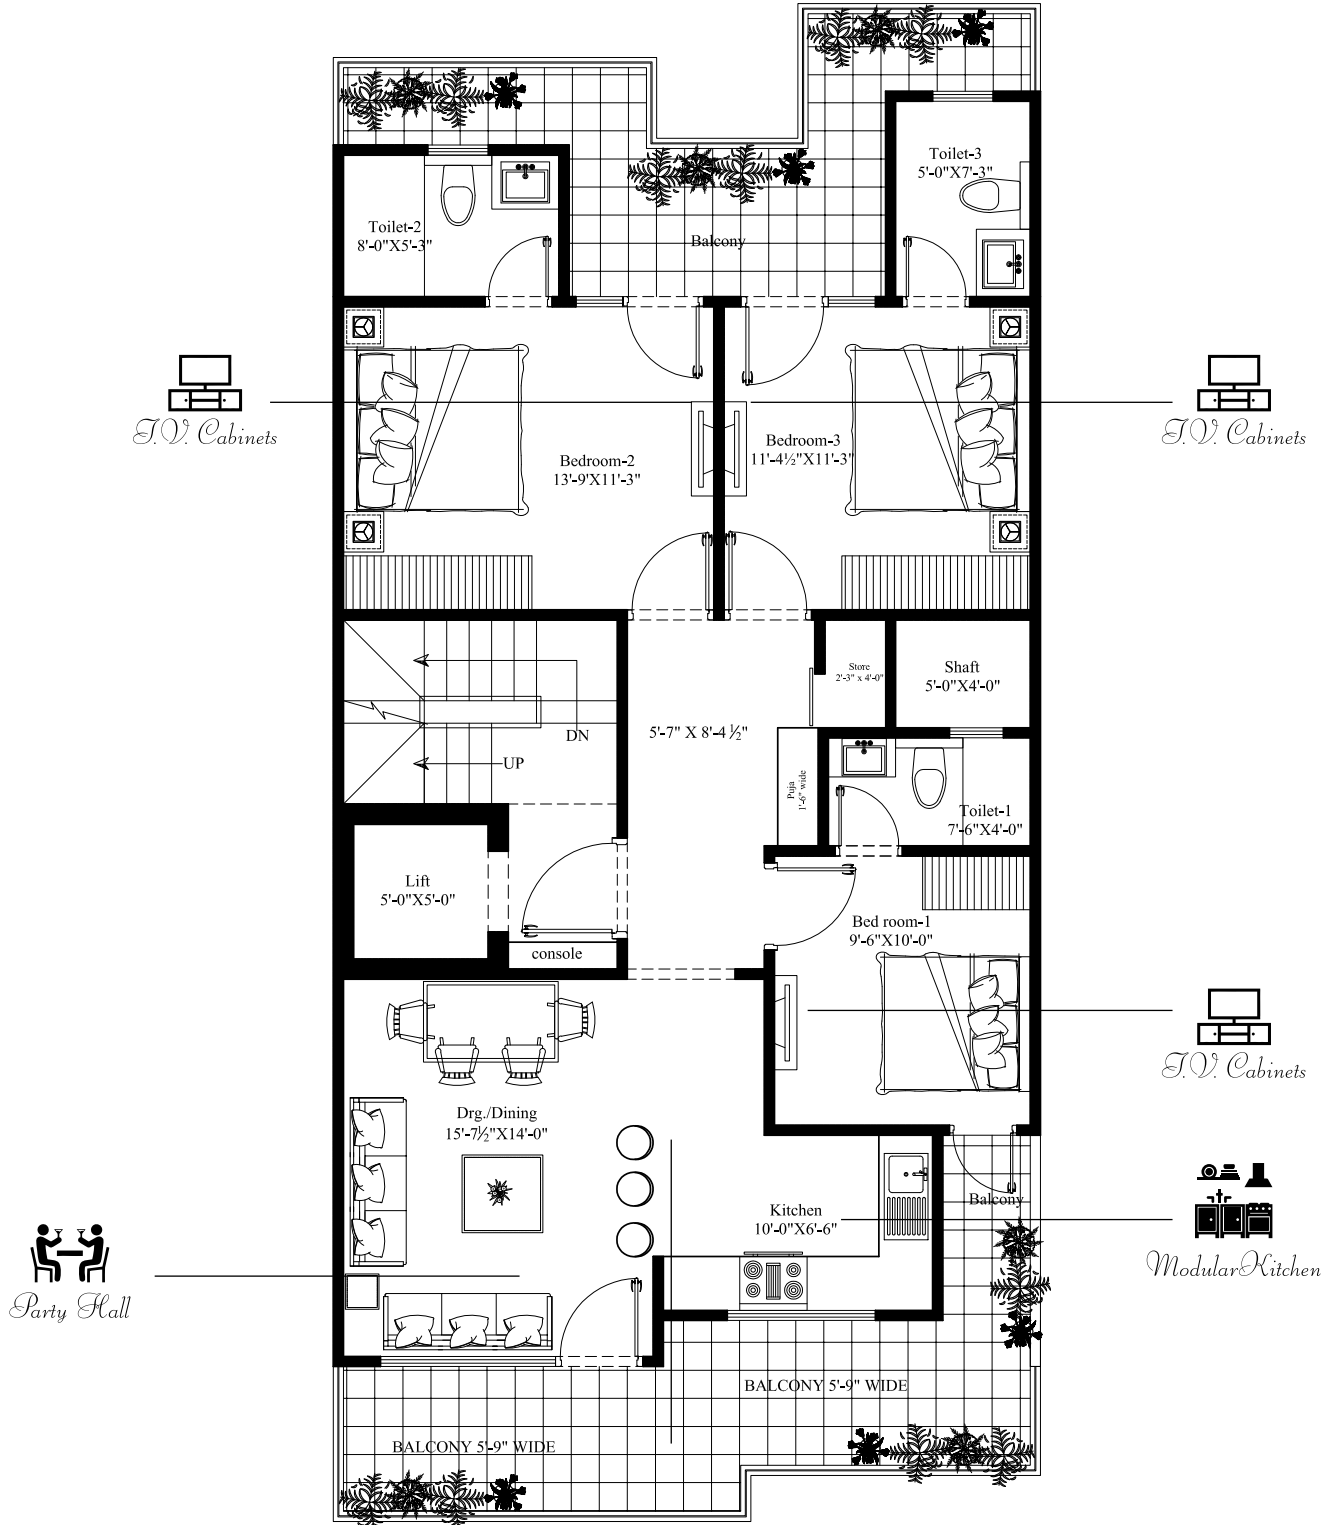 Toilet-3
5'-0"X7'-3"
Toilet-2
8'-0"X5'-3"
Balcony
T.V. Cabinets
T.V. Cabinets
Bedroom-2
13'-9"X11'-3"
Bedroom-3
11'-4½"X11'-3"
Store
2'-3" x 4'-0"
Shaft
5'-0"X4'-0"
5'-7" X 8'-4½"
DN
UP
Puja
1'-6" wide
Toilet-1
7'-6"X4'-0"
Lift
5'-0"X5'-0"
console
Bed room-1
9'-6"X10'-0"
T.V. Cabinets
Drg./Dining
15'-7½"X14'-0"
Balcony
Kitchen
10'-0"X6'-6"
Modular Kitchen
Party Hall
BALCONY 5'-9" WIDE
BALCONY 5'-9" WIDE